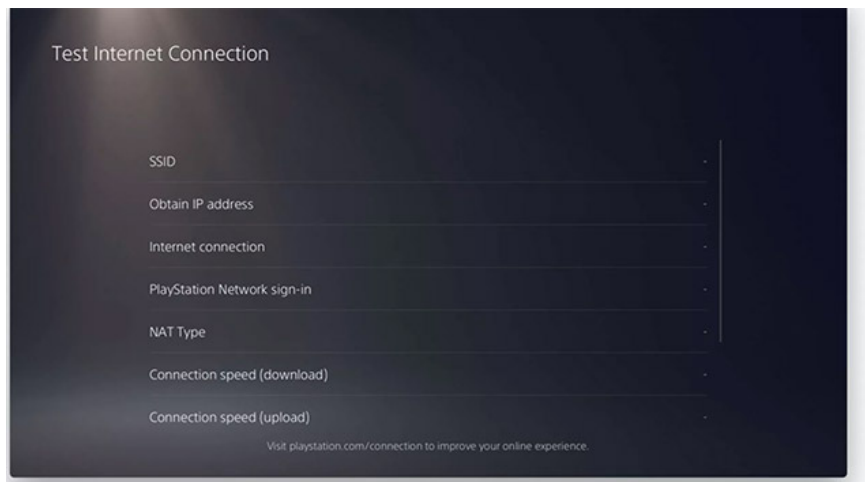 Test Internet Connection
SSID -
Obtain IP address -
Internet connection -
PlayStation Network sign-in -
NAT Type -
Connection speed (download) -
Connection speed (upload) -
Visit playstation.com/connection to improve your online experience.